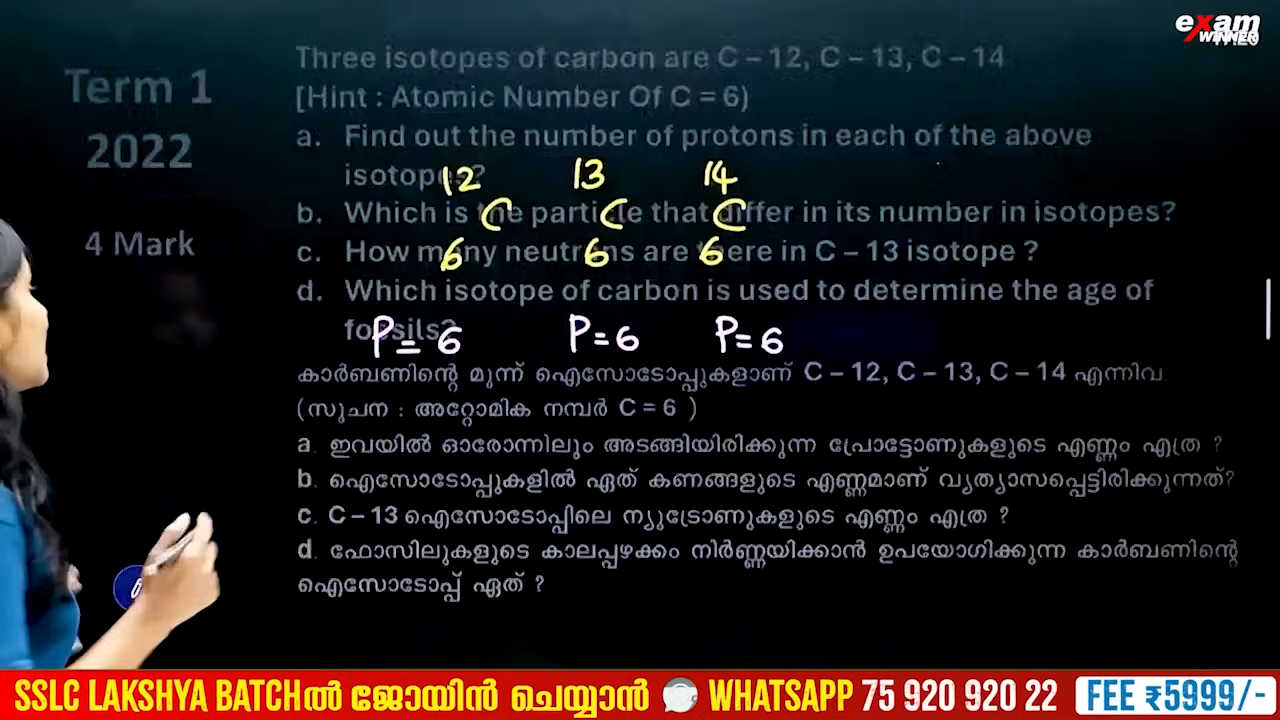 exam
WINNER
Term 1
2022
4 Mark
Three isotopes of carbon are C – 12, C – 13, C – 14
[Hint : Atomic Number Of C = 6)
a. Find out the number of protons in each of the above
isotopes?
12 13 14
b. Which is the particle that differ in its number in isotopes?
C C C
c. How many neutrons are there in C – 13 isotope ?
6 6 6
d. Which isotope of carbon is used to determine the age of
fossils?
P = 6 P = 6 P = 6
കാർബണിന്റെ മൂന്ന് ഐസോടോപ്പുകളാണ് C – 12, C – 13, C – 14 എന്നിവ
(സൂചന : അറ്റോമിക നമ്പർ C = 6 )
a. ഇവയിൽ ഓരോന്നിലും അടങ്ങിയിരിക്കുന്ന പ്രോട്ടോണുകളുടെ എണ്ണം എത്ര ?
b. ഐസോടോപ്പുകളിൽ ഏത് കണങ്ങളുടെ എണ്ണമാണ് വ്യത്യാസപ്പെട്ടിരിക്കുന്നത്?
c. C – 13 ഐസോടോപ്പിലെ ന്യൂട്രോണുകളുടെ എണ്ണം എത്ര ?
d. ഫോസിലുകളുടെ കാലപ്പഴക്കം നിർണ്ണയിക്കാൻ ഉപയോഗിക്കുന്ന കാർബണിന്റെ
ഐസോടോപ്പ് ഏത് ?
SSLC LAKSHYA BATCHൽ ജോയിൻ ചെയ്യാൻ WHATSAPP 75 920 920 22 FEE ₹5999/-